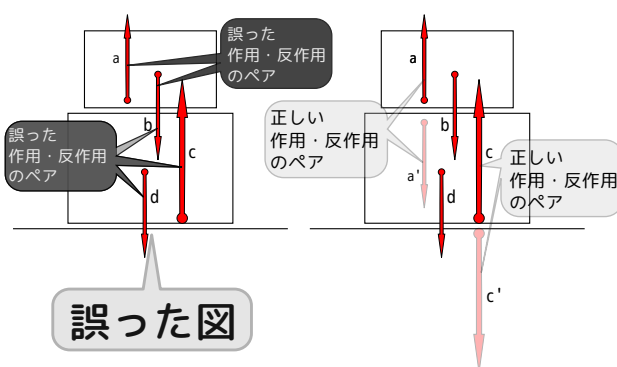 誤った
作用・反作用
のペア
a
b
誤った
作用・反作用
のペア
c
d
誤った図
a
正しい
作用・反作用
のペア
b
a'
c
正しい
作用・反作用
のペア
d
c'